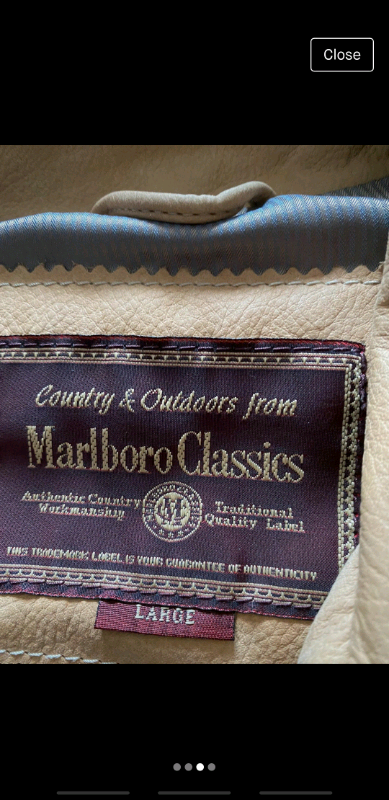 Close
Country & Outdoors from
Marlboro Classics
Authentic Country Traditional
Workmanship Quality Label
THIS TRADEMARK LABEL IS YOUR GUARANTEE OF AUTHENTICITY
LARGE